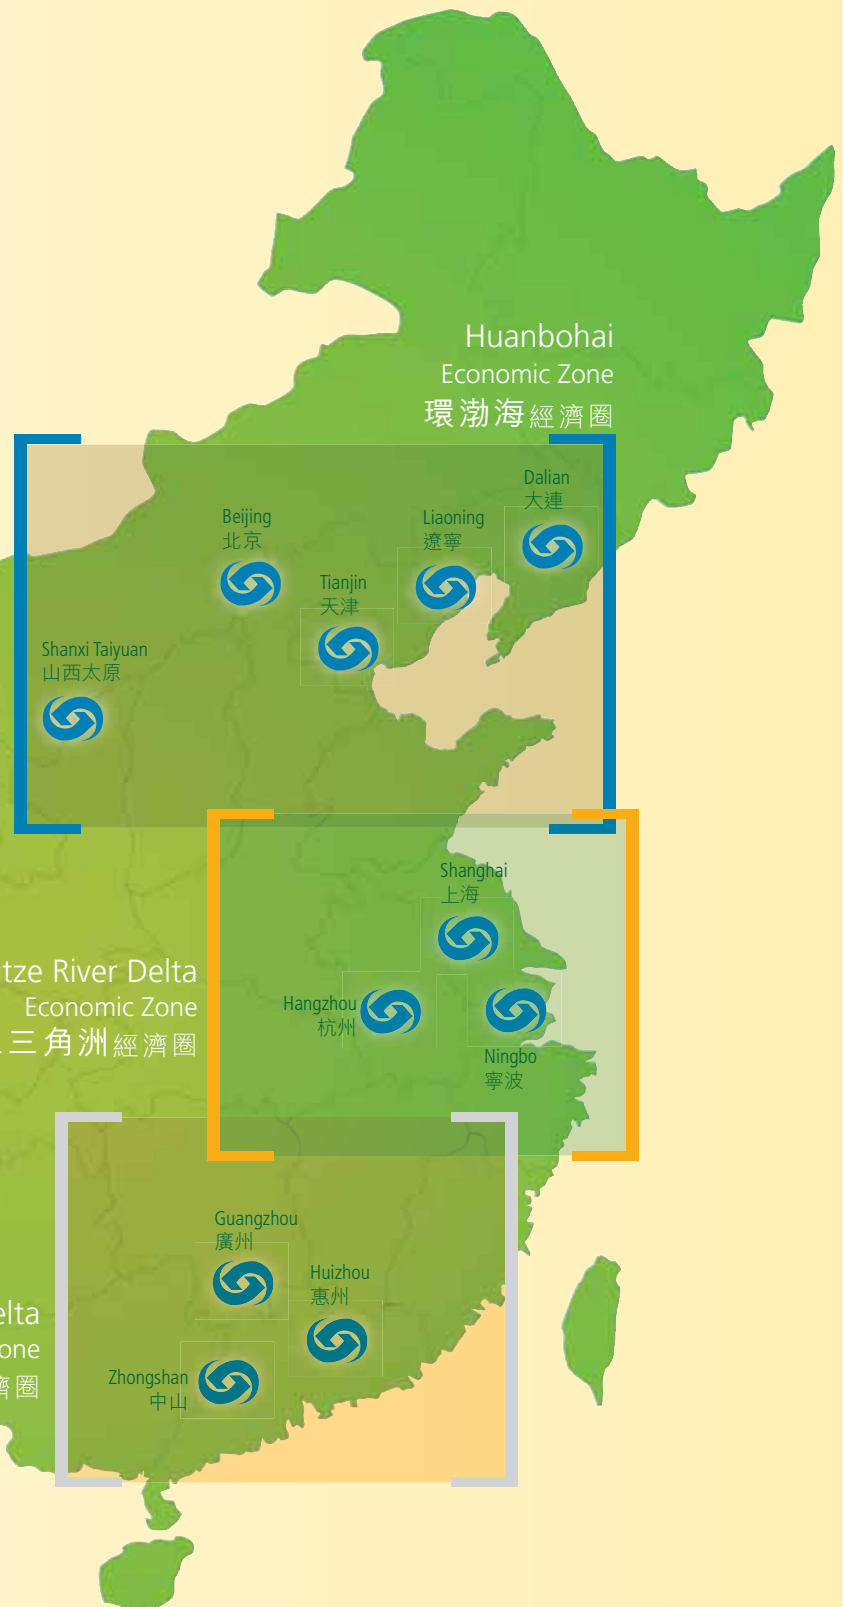 Huanbohai
Economic Zone
環渤海經濟圈
Dalian
大連
Beijing
北京
Liaoning
遼寧
Tianjin
天津
Shanxi Taiyuan
山西太原
Shanghai
上海
tze River Delta
Economic Zone
三角洲經濟圈
Hangzhou
杭州
Ningbo
寧波
Guangzhou
廣州
Huizhou
惠州
elta
one
濟圈
Zhongshan
中山